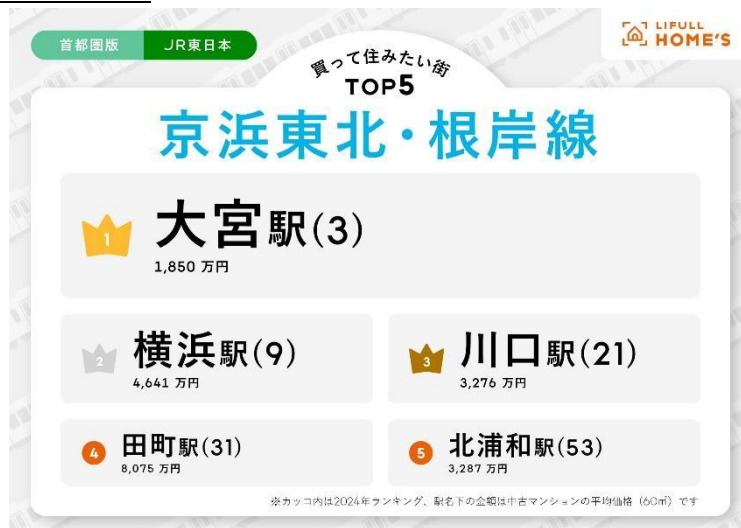 首都圏版 JR東日本
LIFULL HOME'S
買って住みたい街
TOP5
京浜東北・根岸線
1 大宮駅(3)
1,850 万円
2 横浜駅(9)
4,641 万円
3 川口駅(21)
3,276 万円
4 田町駅(31)
8,075 万円
5 北浦和駅(53)
3,287 万円
※カッコ内は2024年ランキング、駅名下の金額は中古マンションの平均価格（60㎡）です